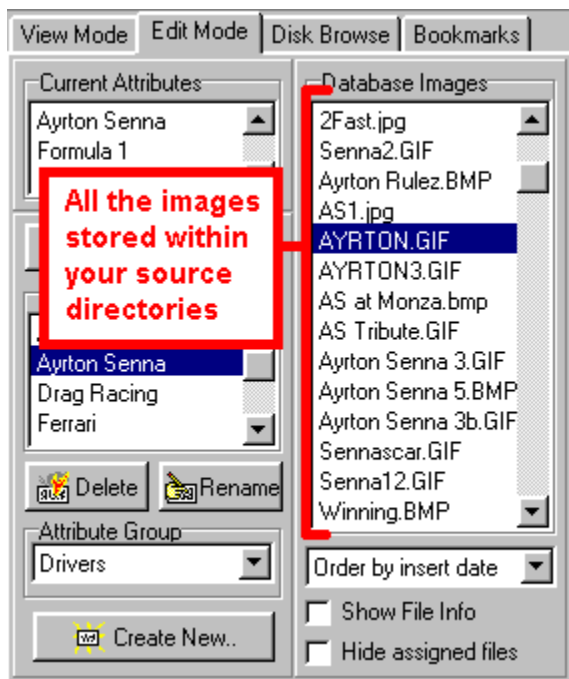 View Mode
Edit Mode
Disk Browse
Bookmarks
Current Attributes
Ayrton Senna
Formula 1
All the images
stored within
your source
directories
Ayrton Senna
Drag Racing
Ferrari
Delete
Rename
Attribute Group
Drivers
Create New..
Database Images
2Fast.jpg
Senna2.GIF
Ayrton Rulez.BMP
AS1.jpg
AYRTON.GIF
AYRTON3.GIF
AS at Monza.bmp
AS Tribute.GIF
Ayrton Senna 3.GIF
Ayrton Senna 5.BMP
Ayrton Senna 3b.GIF
Sennascar.GIF
Senna12.GIF
Winning.BMP
Order by insert date
Show File Info
Hide assigned files